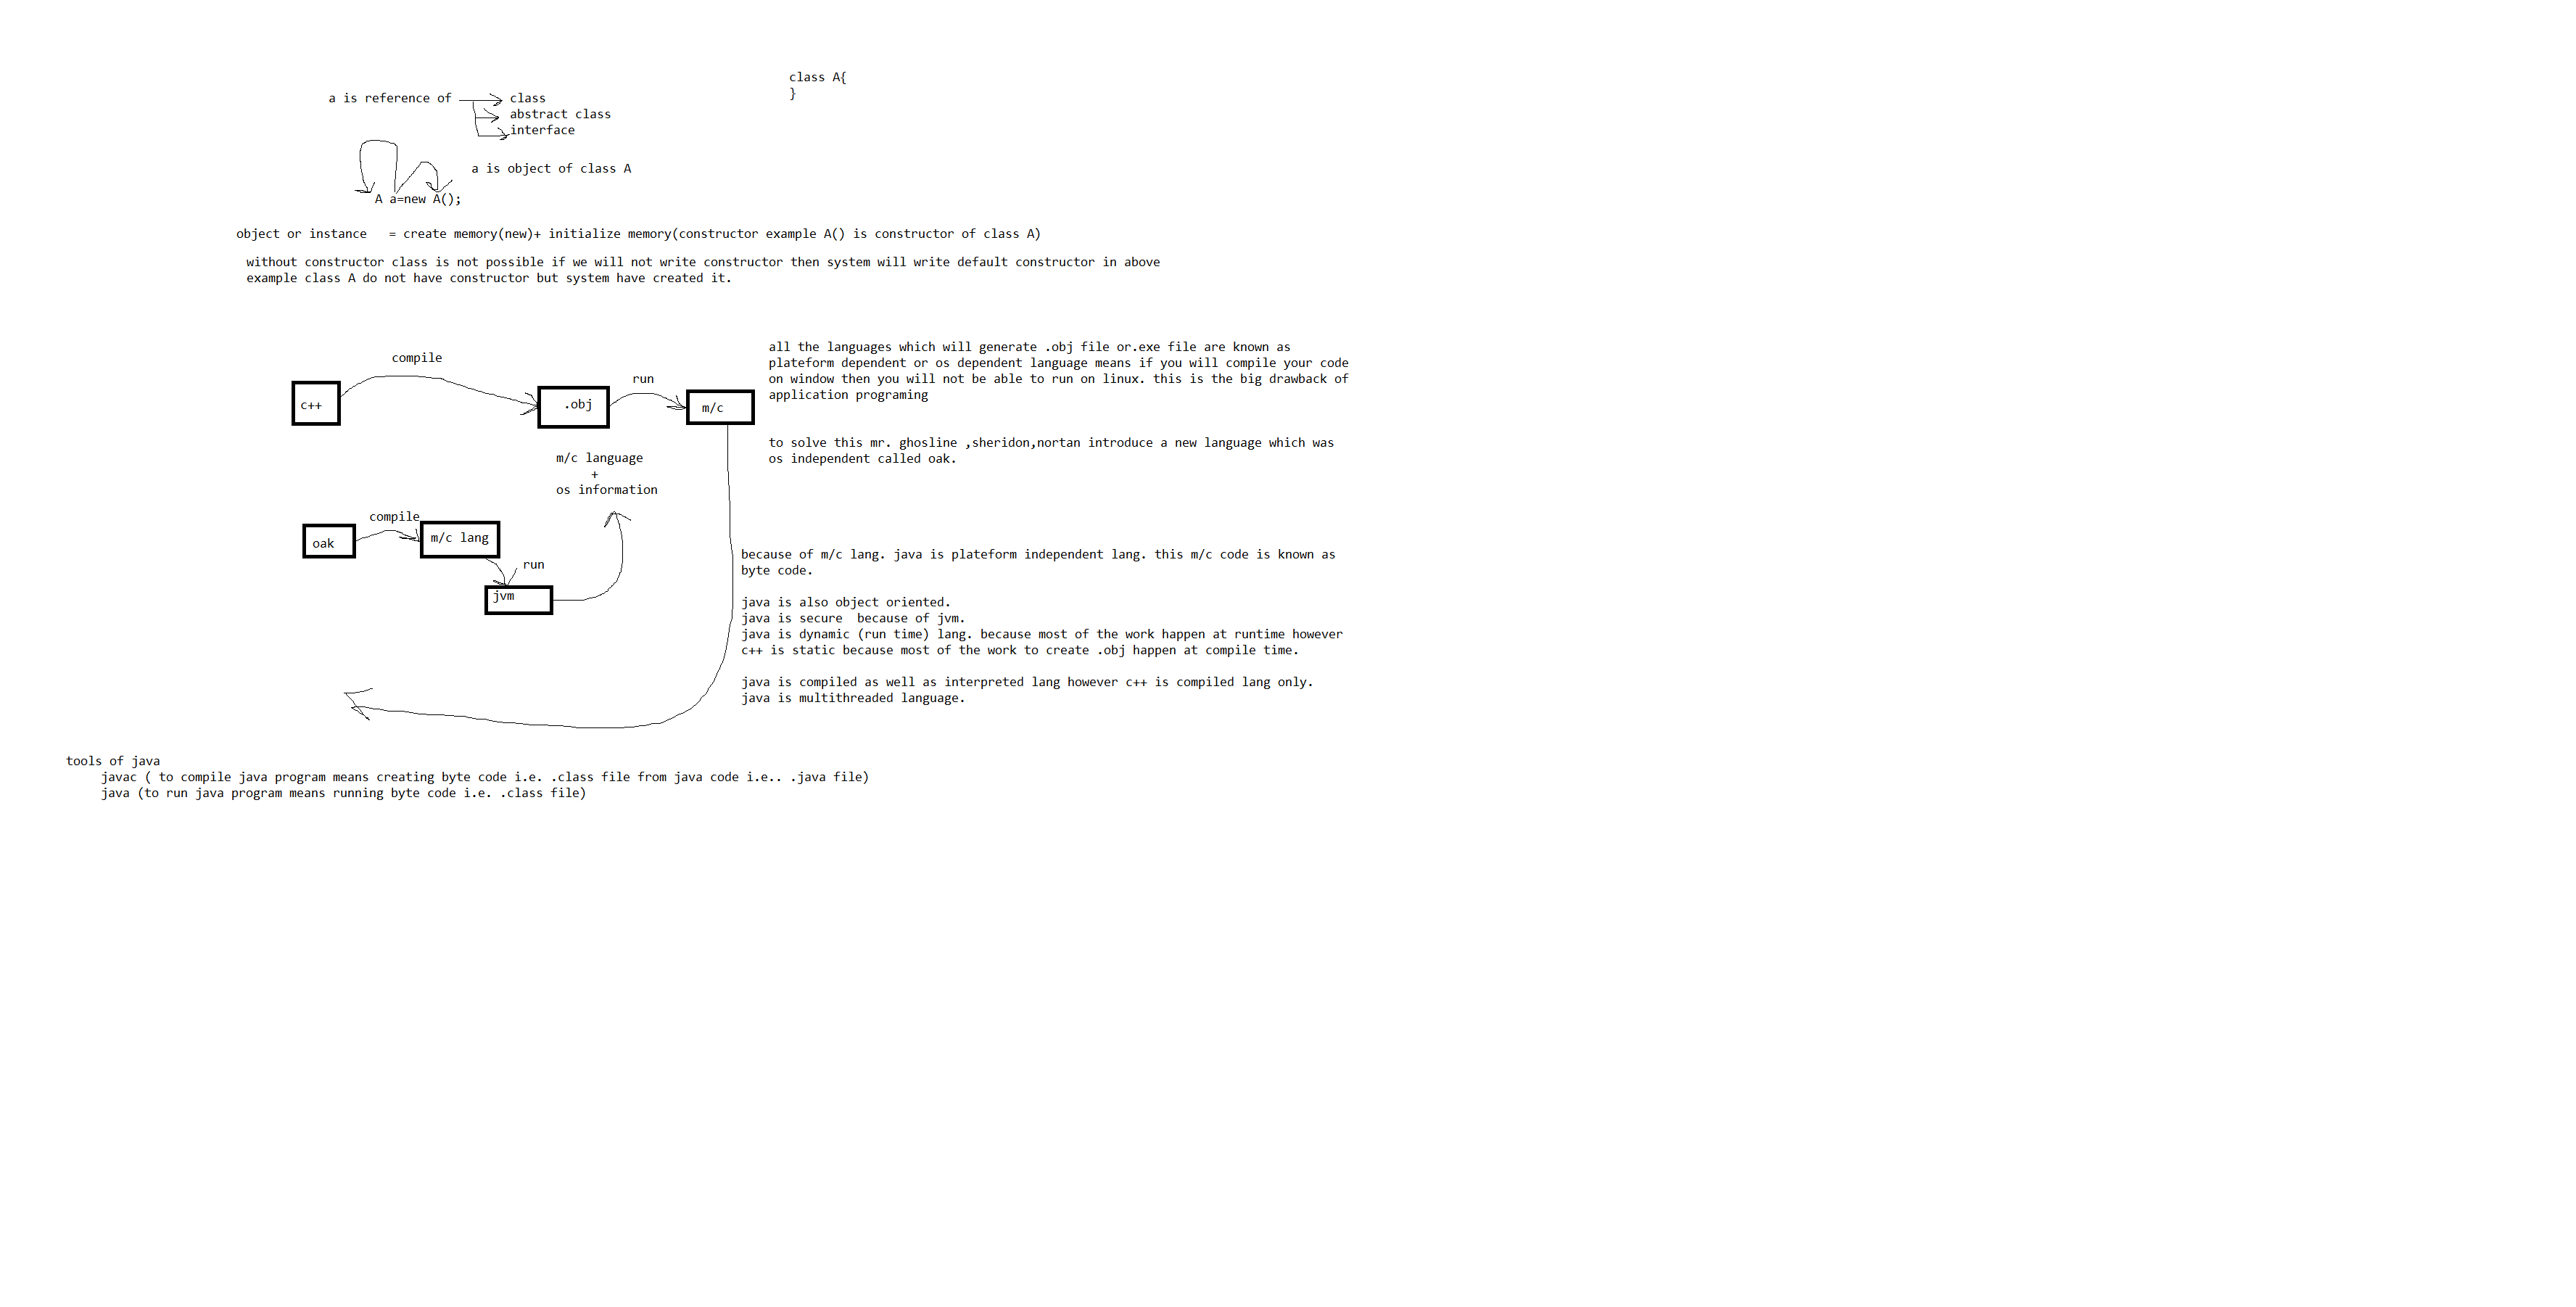 class A{
}
a is reference of class
abstract class
interface
a is object of class A
A a=new A();
object or instance   = create memory(new)+ initialize memory(constructor example A() is constructor of class A)
without constructor class is not possible if we will not write constructor then system will write default constructor in above
example class A do not have constructor but system have created it.
compile
run
c++
.obj
m/c
all the languages which will generate .obj file or.exe file are known as
plateform dependent or os dependent language means if you will compile your code
on window then you will not be able to run on linux. this is the big drawback of
application programing
to solve this mr. ghosline ,sheridon,nortan introduce a new language which was
os independent called oak.
m/c language
+
os information
compile
oak
m/c lang
run
jvm
because of m/c lang. java is plateform independent lang. this m/c code is known as
byte code.
java is also object oriented.
java is secure  because of jvm.
java is dynamic (run time) lang. because most of the work happen at runtime however
c++ is static because most of the work to create .obj happen at compile time.
java is compiled as well as interpreted lang however c++ is compiled lang only.
java is multithreaded language.
tools of java
javac ( to compile java program means creating byte code i.e. .class file from java code i.e.. .java file)
java (to run java program means running byte code i.e. .class file)